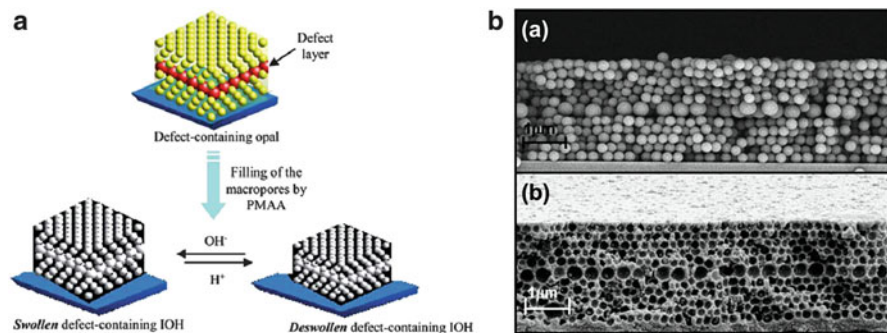 a
Defect
layer
Defect-containing opal
Filling of the
macropores by
PMAA
OH-
H+
Swollen defect-containing IOH
Deswollen defect-containing IOH
b
(a)
1µm
(b)
1µm